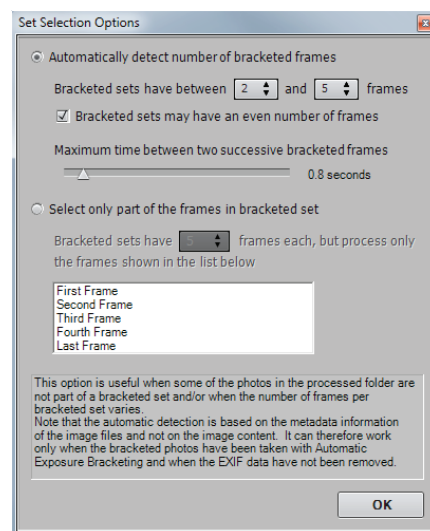 Set Selection Options
Automatically detect number of bracketed frames
Bracketed sets have between 2 and 5 frames
Bracketed sets may have an even number of frames
Maximum time between two successive bracketed frames
0.8 seconds
Select only part of the frames in bracketed set
Bracketed sets have 5 frames each, but process only
the frames shown in the list below
First Frame
Second Frame
Third Frame
Fourth Frame
Last Frame
This option is useful when some of the photos in the processed folder are
not part of a bracketed set and/or when the number of frames per
bracketed set varies.
Note that the automatic detection is based on the metadata information
of the image files and not on the image content. It can therefore work
only when the bracketed photos have been taken with Automatic
Exposure Bracketing and when the EXIF data have not been removed.
OK